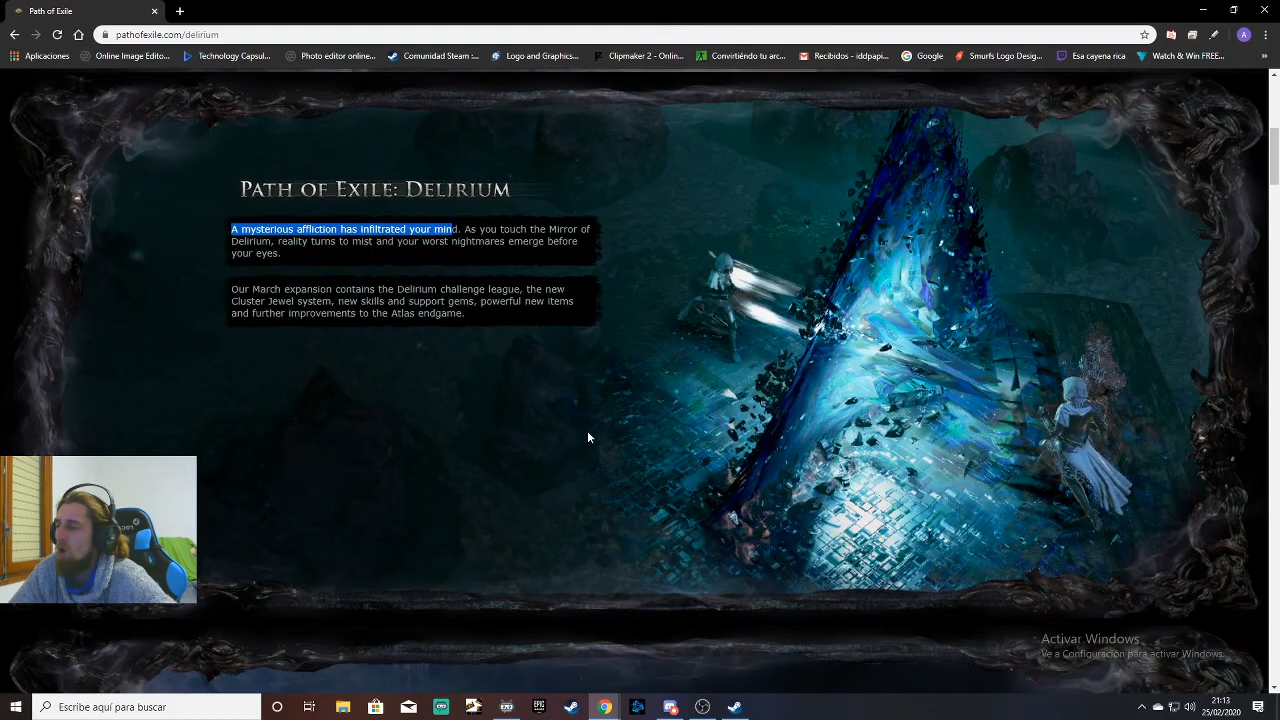 Path of Exile
pathofexile.com/delirium
Aplicaciones Online Image Edito... Technology Capsul... Photo editor online... Comunidad Steam :... Logo and Graphics... Clipmaker 2 - Onlin... Convirtiéndo tu arc... Recibidos — iddpapi... Google Smurfs Logo Desig... Esa cayena rica Watch & Win FREE...
PATH OF EXILE: DELIRIUM
A mysterious affliction has infiltrated your mind. As you touch the Mirror of
Delirium, reality turns to mist and your worst nightmares emerge before
your eyes.
Our March expansion contains the Delirium challenge league, the new
Cluster Jewel system, new skills and support gems, powerful new items
and further improvements to the Atlas endgame.
Activar Windows
Ve a Configuración para activar Windows.
Escribe aquí para buscar
EPIC
GAMES
21:13
25/02/2020